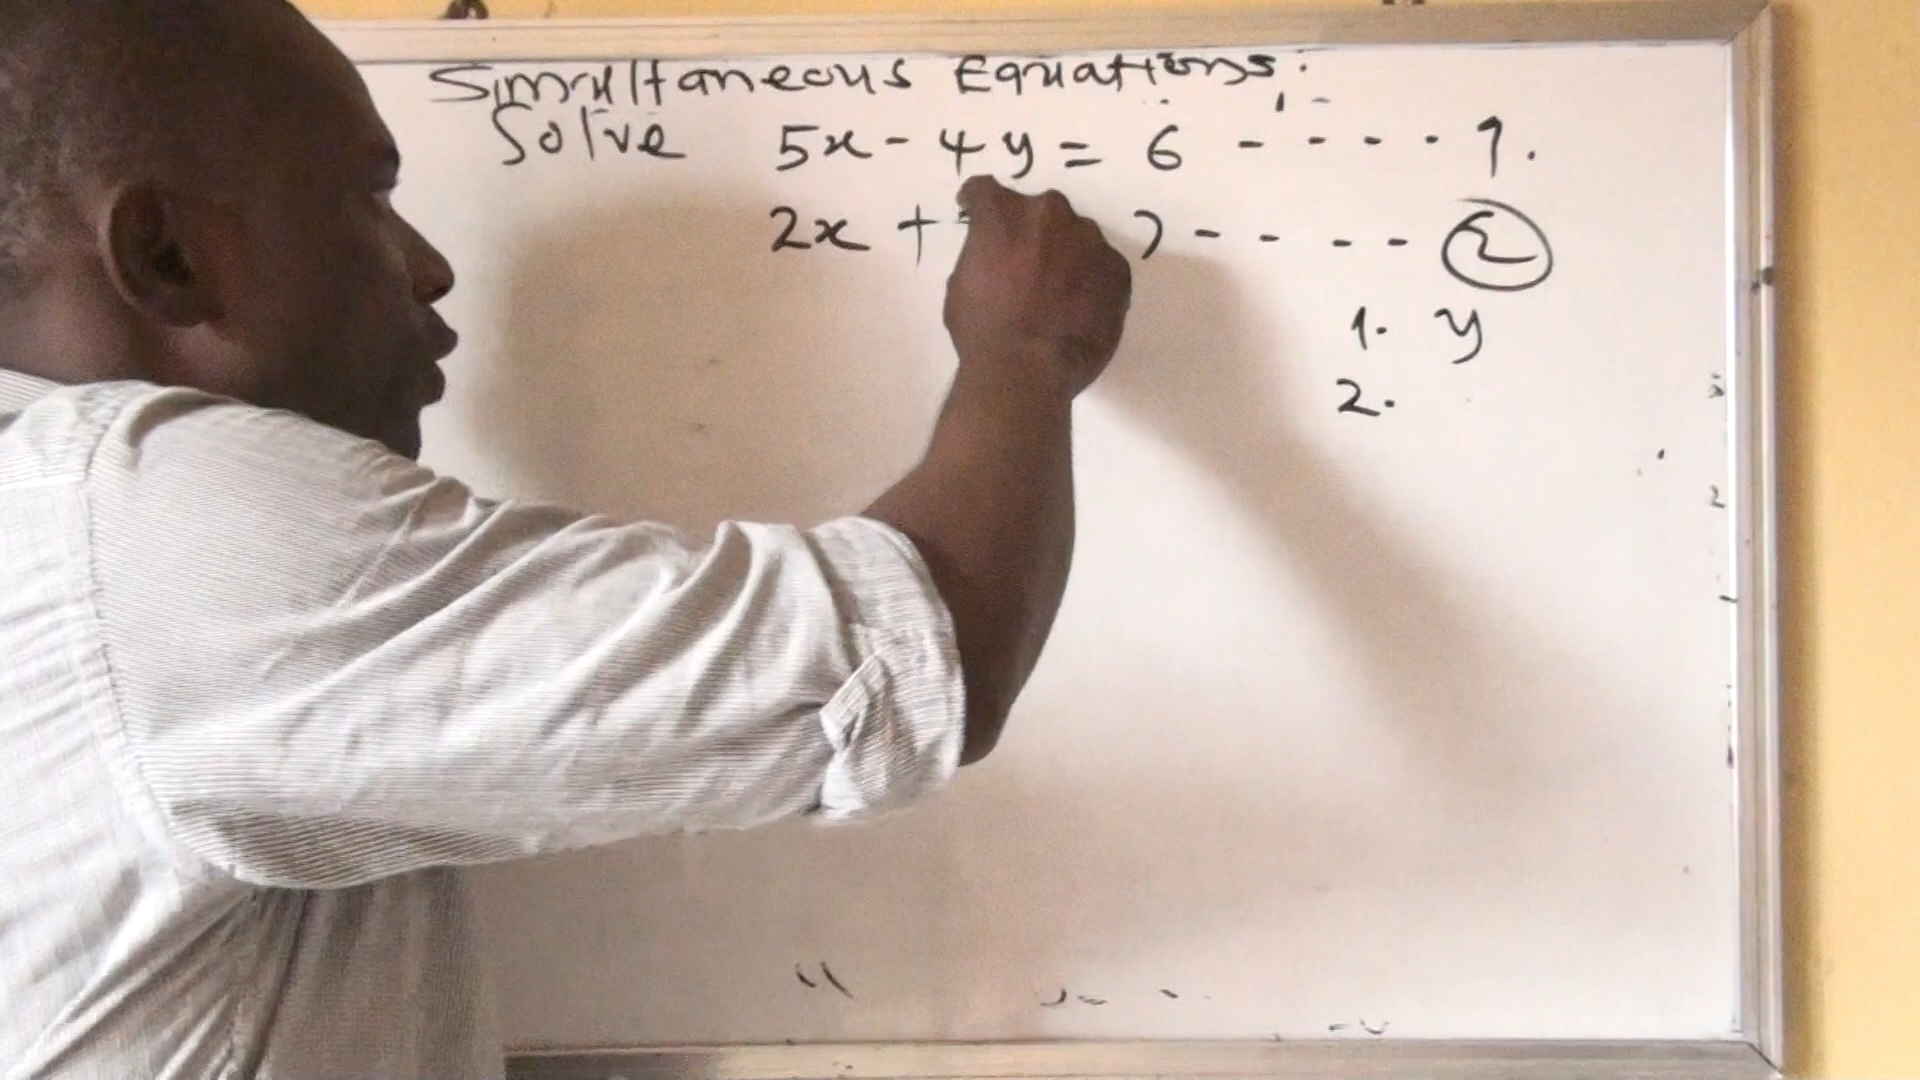 Simultaneous Equations:
Solve 5x - 4y = 6 - - - - - 1.
2x + 7 - - - - 2
1. y
2.